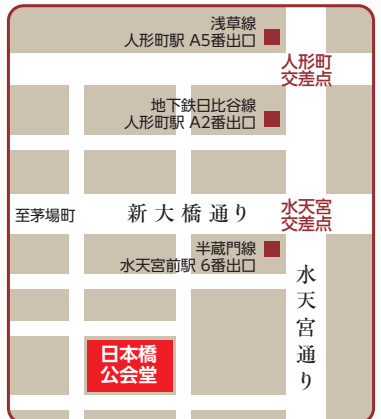 浅草線
人形町駅 A5番出口
人形町
交差点
地下鉄日比谷線
人形町駅 A2番出口
至茅場町
新大橋通り
水天宮
交差点
半蔵門線
水天宮前駅 6番出口
水天宮通り
日本橋
公会堂